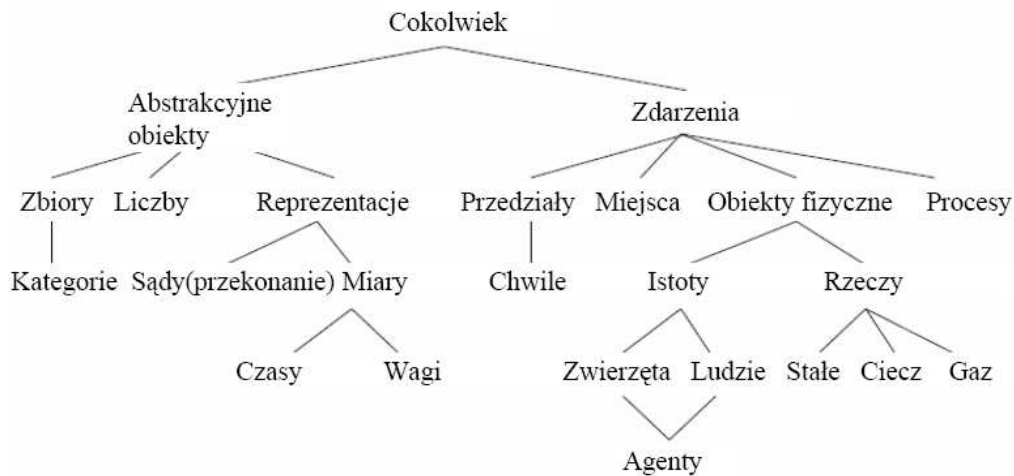 Cokolwiek
Abstrakcyjne
obiekty
Zdarzenia
Zbiory Liczby Reprezentacje Przedziały Miejsca Obiekty fizyczne Procesy
Kategorie Sądy(przekonanie) Miary Chwile Istoty Rzeczy
Czasy Wagi Zwierzęta Ludzie Stałe Ciecz Gaz
Agenty